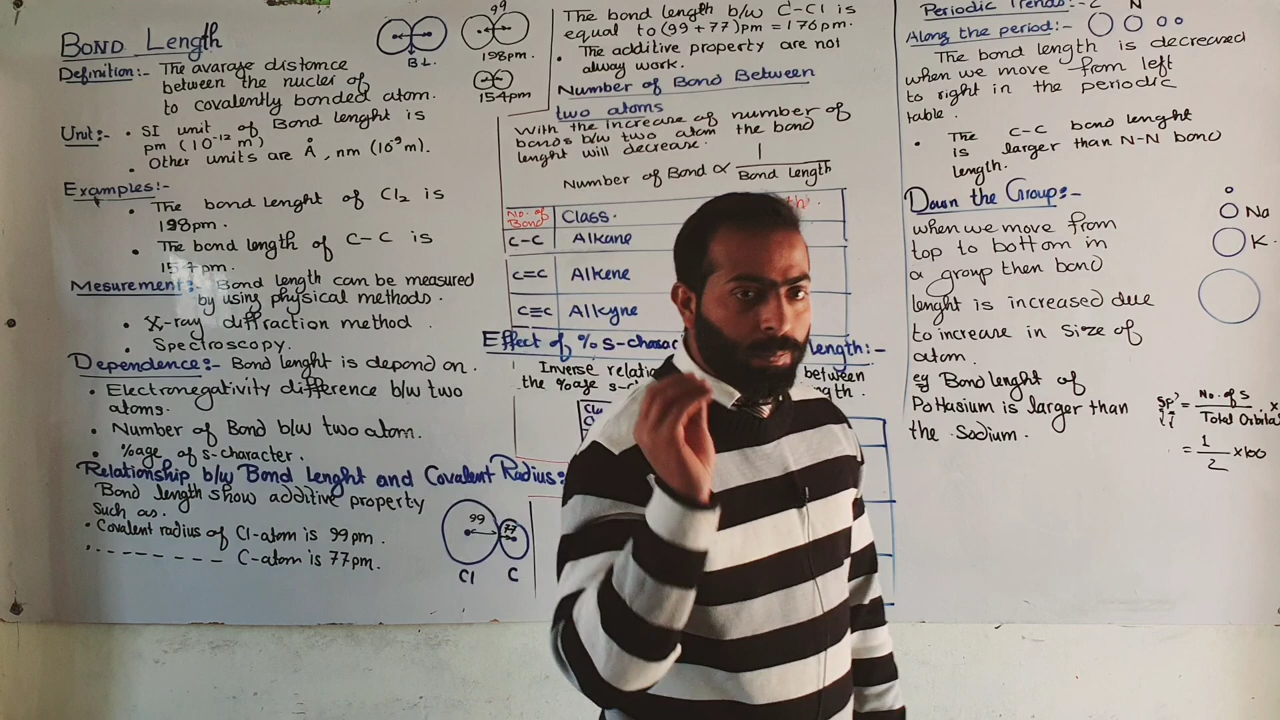 BOND Length
Definition:- The avarage distance
between the nuclei of
to covalently bonded atom.
Unit:- • SI unit of Bond lenght is
pm (10⁻¹² m)
• Other units are Å, nm (10⁻⁹m).
Examples:-
• The bond lenght of Cl₂ is
198pm.
• The bond length of C-C is
154pm.
Mesurement:- Bond length can be measured
by using physical methods.
• X-ray diffraction method.
• Spectroscopy.
Dependence:- Bond lenght is depond on.
• Electronegativity difference b/w two
atoms.
• Number of Bond b/w two atom.
• %age of s-character.
Relationship b/w Bond Lenght and Covalent Radius:
Bond length show additive property
such as.
• Covalent radius of Cl-atom is 99pm.
• - - - - - - - C-atom is 77pm.
B.L.
99
198pm.
154pm
99
77
Cl C
The bond length b/w C-Cl is
equal to (99+77)pm = 176pm.
• The additive property are not
alway work.
Number of Bond Between
two atoms
With the increase of number of
bonds b/w two atom the bond
lenght will decrease.
Number of Bond ∝ 1
Bond Length
No. of Bond Class.
C-C Alkane
C=C Alkene
C≡C Alkyne
Effect of % s-charac length:-
Inverse relatio between
the %age s-c
Periodic Trends:-
N
Along the period:-
The bond length is decreased
when we move from left
to right in the periodic
table.
• The C-C bond lenght
is larger than N-N bond
length.
Down the Group:-
when we move from
top to bottom in
a group then bond
lenght is increased due
to increase in size of
atom.
eg Bond lenght of
Pottasium is larger than
the Sodium.
Na
K
sp = No. of s × 
Total Orbital
= 1 × 100
2